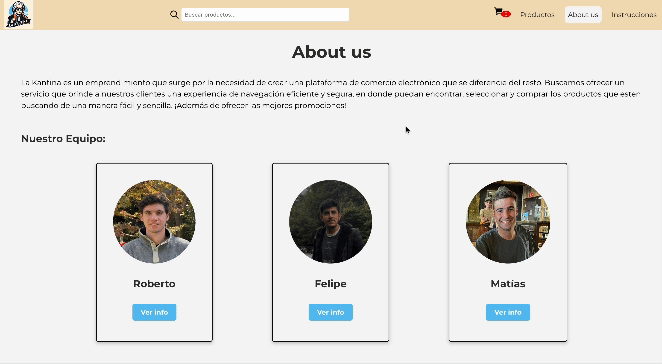 Buscar productos...
0
Productos
About us
Instrucciones
About us
La Kantina es un emprendimiento que surge por la necesidad de crear una plataforma de comercio electrónico que se diferencie del resto. Buscamos ofrecer un
servicio que brinde a nuestros clientes una experiencia de navegación eficiente y segura, en donde puedan encontrar, seleccionar y comprar los productos que estén
buscando de una manera fácil y sencilla. ¡Además de ofrecer las mejores promociones!
Nuestro Equipo:
Roberto
Felipe
Matías
Ver info
Ver info
Ver info